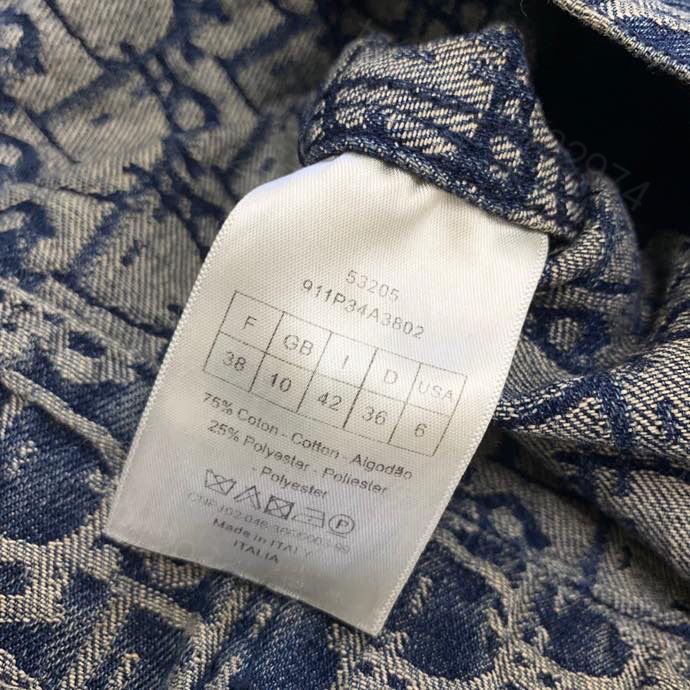 53205
911P34A3802
F GB I D USA
38 10 42 36 6
75% Coton - Cotton - Algodão
25% Polyester - Poliester
- Polyester
Made in ITALY
ITALIA